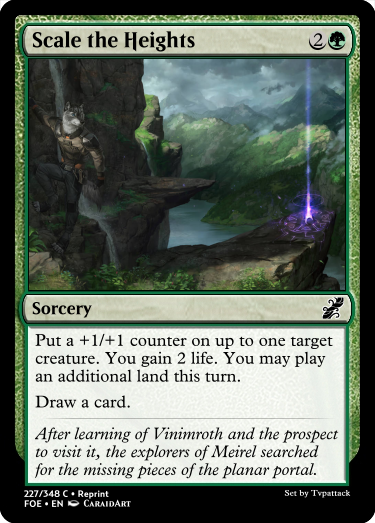 Scale the Heights 2
Sorcery
Put a +1/+1 counter on up to one target
creature. You gain 2 life. You may play
an additional land this turn.
Draw a card.
After learning of Vinimroth and the prospect
to visit it, the explorers of Meirel searched
for the missing pieces of the planar portal.
227/348 C • Reprint
Set by Tvpattack
FOE • EN CaraidArt